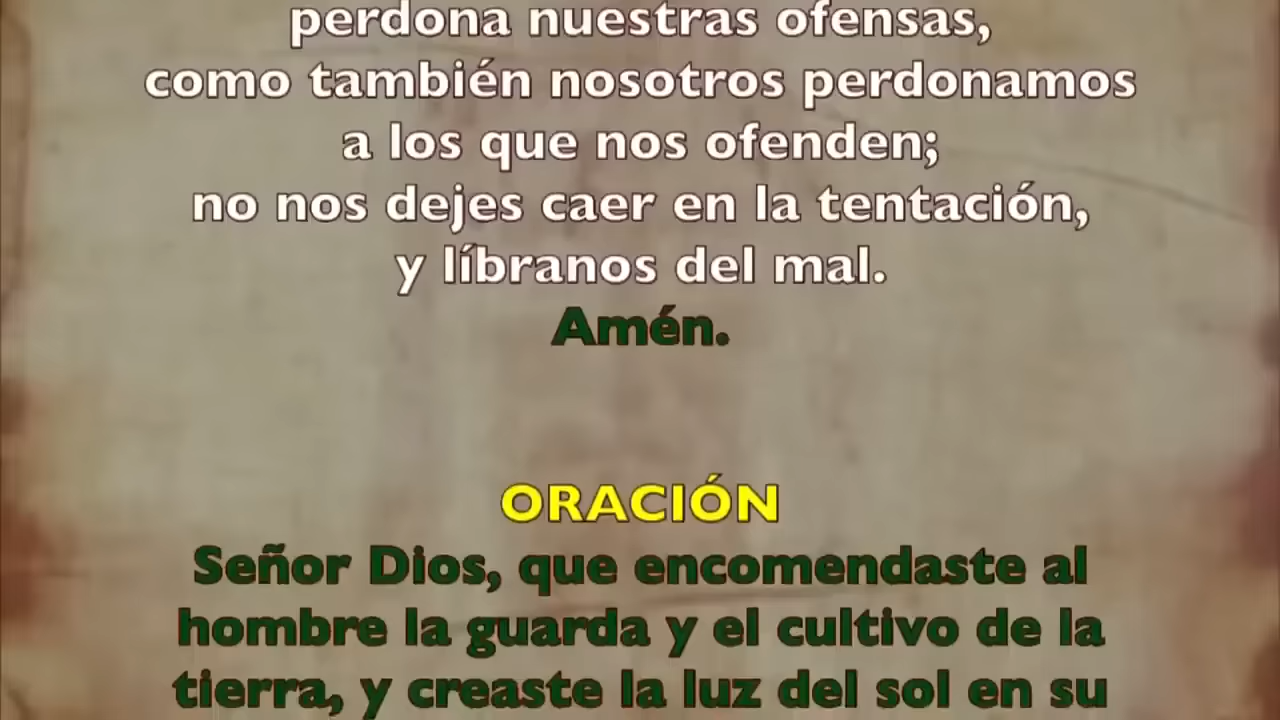 perdona nuestras ofensas,
como también nosotros perdonamos
a los que nos ofenden;
no nos dejes caer en la tentación,
y líbranos del mal.
Amén.
ORACIÓN
Señor Dios, que encomendaste al
hombre la guarda y el cultivo de la
tierra, y creaste la luz del sol en su